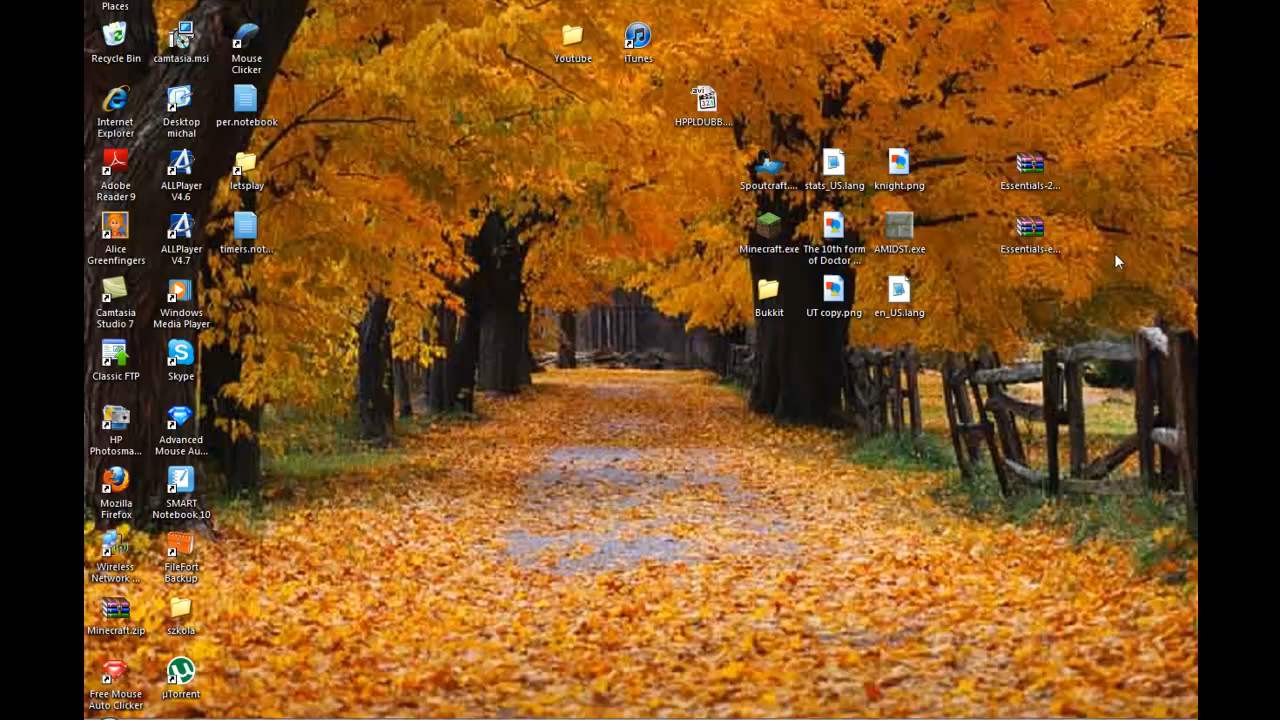 Places
Recycle Bin
camtasia.msi
Mouse
Clicker
Youtube
iTunes
Internet
Explorer
Desktop
michal
per.notebook
avi
321
HPPLDUBB....
Adobe
Reader 9
ALLPlayer
V4.6
letsplay
Spoutcraft....
stats_US.lang
knight.png
Essentials-2...
Alice
Greenfingers
ALLPlayer
V4.7
timers.not...
Minecraft.exe
The 10th form
of Doctor ...
AMIDST.exe
Essentials-e...
Camtasia
Studio 7
Windows
Media Player
Bukkit
UT copy.png
en_US.lang
Classic FTP
Skype
HP
Photosma...
Advanced
Mouse Au...
Mozilla
Firefox
SMART
Notebook 10
Wireless
Network ...
FileFort
Backup
Minecraft.zip
szkola
Free Mouse
Auto Clicker
µTorrent